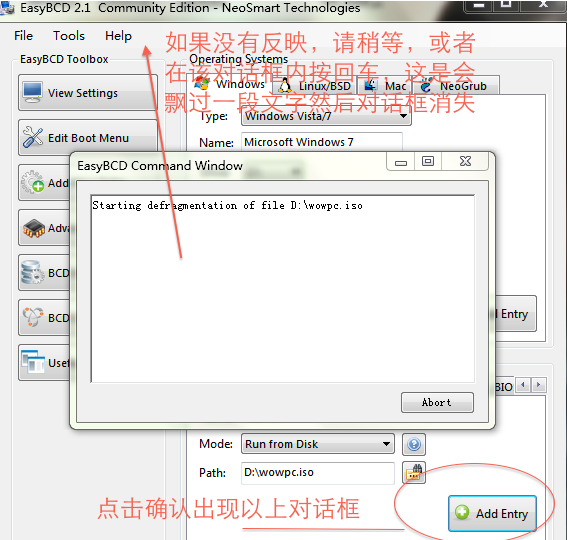 EasyBCD 2.1 Community Edition - NeoSmart Technologies
File Tools Help
如果没有反映，请稍等，或者
在该对话框内按回车，这是会
飘过一段文字然后对话框消失
EasyBCD Toolbox
Operating Systems
View Settings
Windows Linux/BSD Mac NeoGrub
Type: Windows Vista/7
Edit Boot Menu
Name: Microsoft Windows 7
EasyBCD Command Window
Add
Starting defragmentation of file D:\wowpc.iso
Adva
BCD
BCD
Entry
Usef
BIO
Abort
Mode: Run from Disk
Path: D:\wowpc.iso
点击确认出现以上对话框
Add Entry